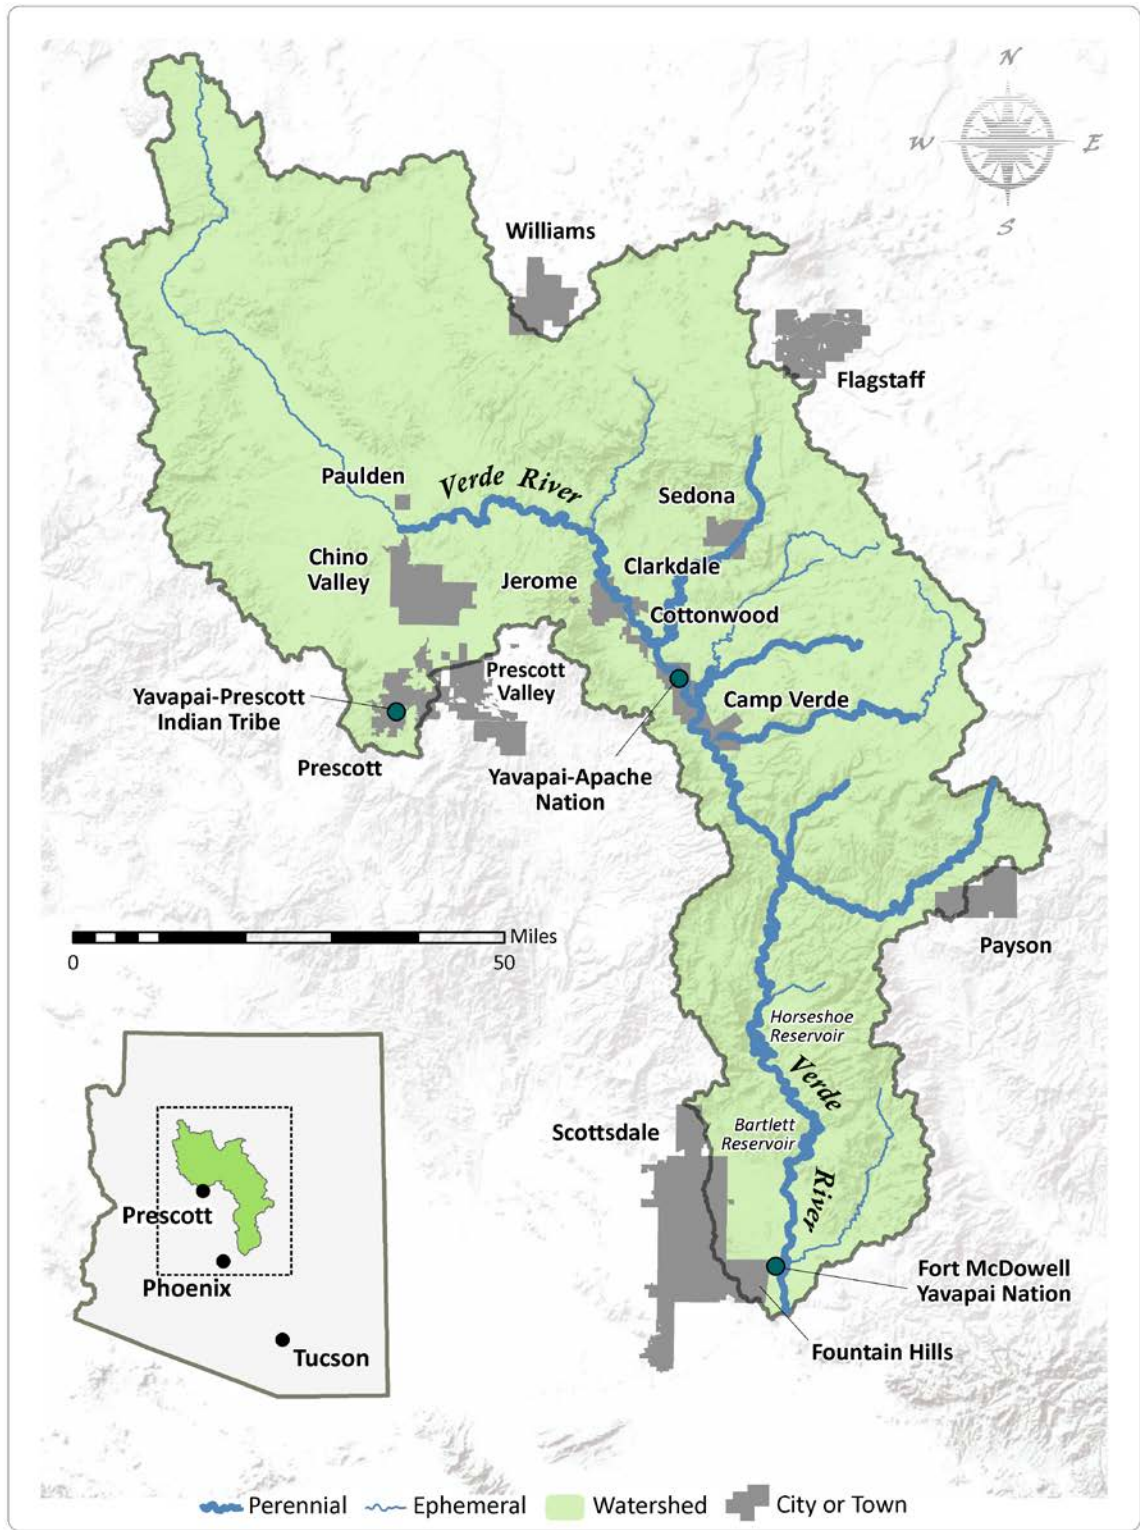 N
W
E
S
Williams
Flagstaff
Paulden
Verde River
Sedona
Chino
Valley
Jerome
Clarkdale
Cottonwood
Prescott
Valley
Yavapai-Prescott
Indian Tribe
Camp Verde
Prescott
Yavapai-Apache
Nation
Miles
0
50
Payson
Horseshoe
Reservoir
Verde
River
Bartlett
Reservoir
Scottsdale
Prescott
Phoenix
Tucson
Fort McDowell
Yavapai Nation
Fountain Hills
Perennial
Ephemeral
Watershed
City or Town